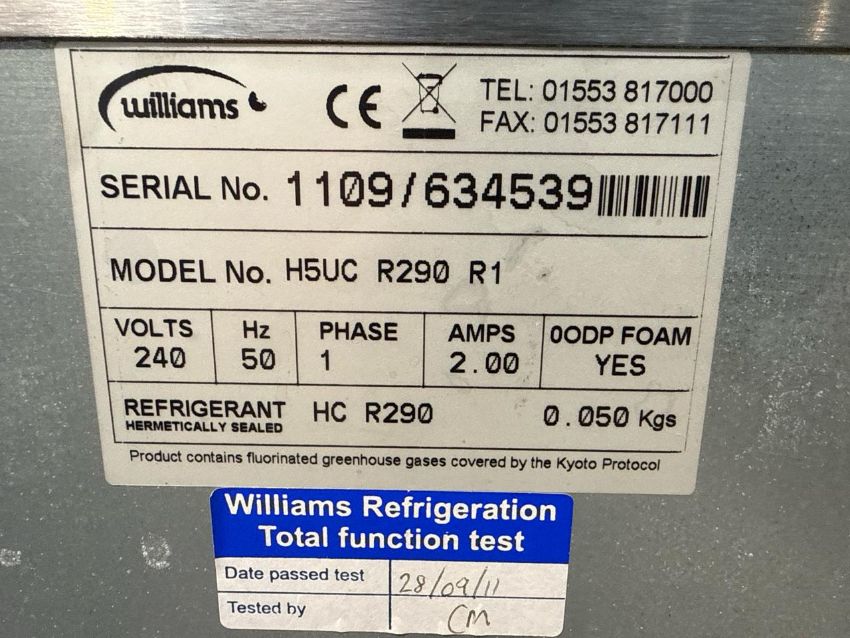 williams
CE
TEL: 01553 817000
FAX: 01553 817111
SERIAL No. 1109/634539
MODEL No. H5UC R290 R1
VOLTS Hz PHASE AMPS 0ODP FOAM
240 50 1 2.00 YES
REFRIGERANT HC R290 0.050 Kgs
HERMETICALLY SEALED
Product contains fluorinated greenhouse gases covered by the Kyoto Protocol
Williams Refrigeration
Total function test
Date passed test 28/09/11
Tested by CM